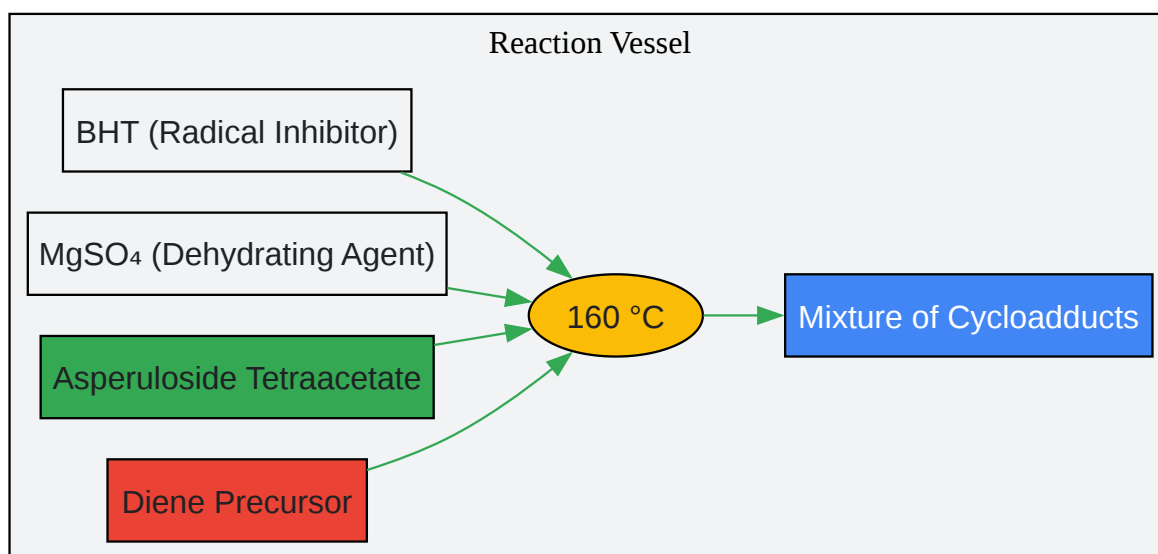 Reaction Vessel
BHT (Radical Inhibitor)
MgSO₄ (Dehydrating Agent)
Asperuloside Tetraacetate
Diene Precursor
160 °C
Mixture of Cycloadducts